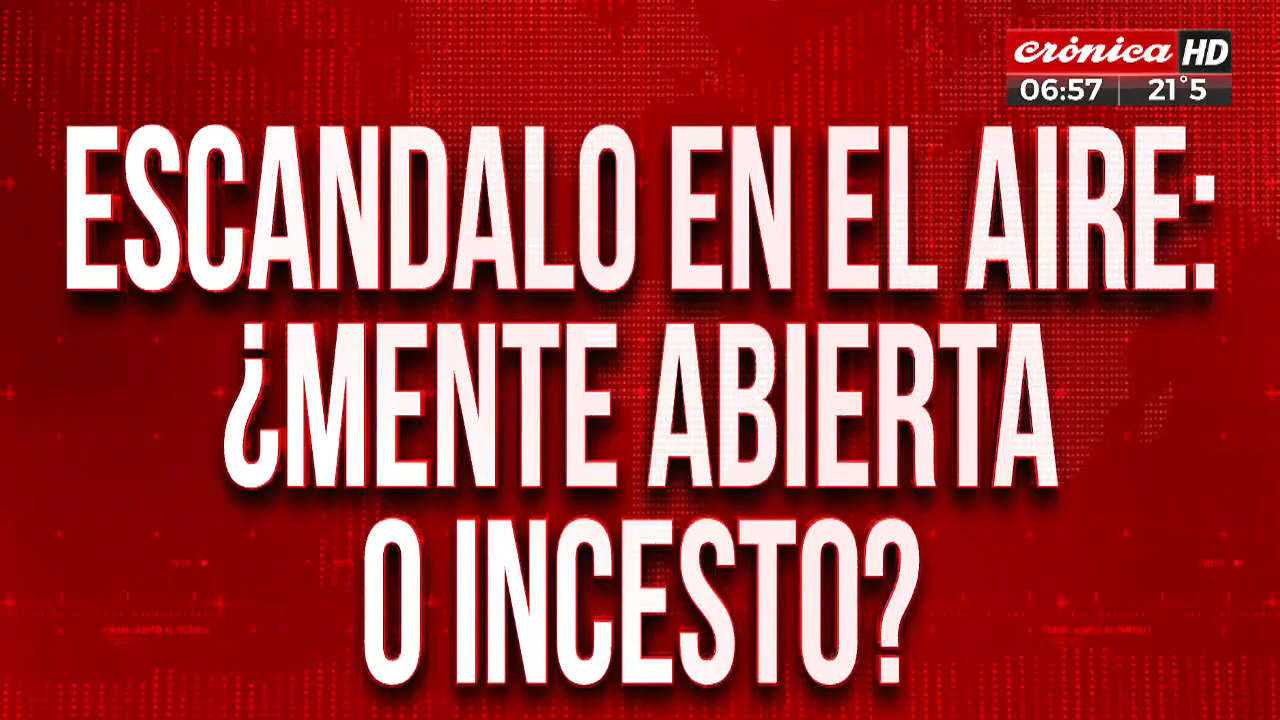 crónica HD
06:57 21°5
ESCANDALO EN EL AIRE:
¿MENTE ABIERTA
O INCESTO?